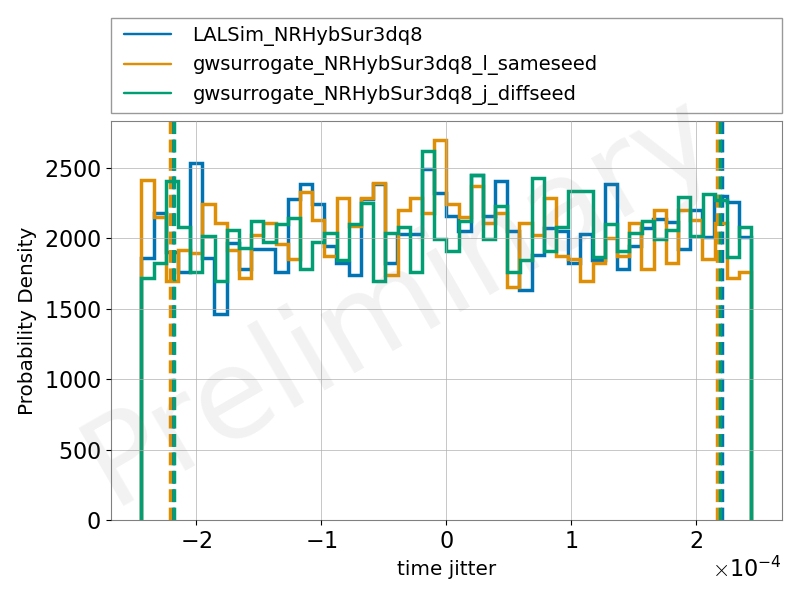 LALSim_NRHybSur3dq8
gwsurrogate_NRHybSur3dq8_l_sameseed
gwsurrogate_NRHybSur3dq8_j_diffseed
Preliminary
Probability Density
2500
2000
1500
1000
500
0
−2 −1 0 1 2
time jitter
×10⁻⁴